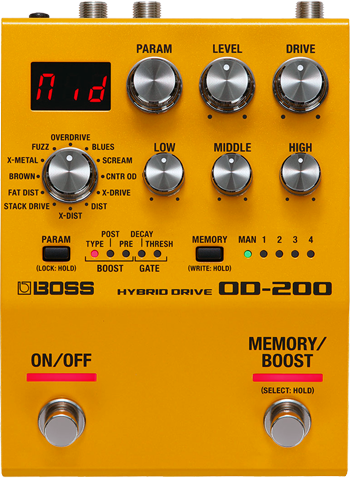 PARAM LEVEL DRIVE
Mid
LOW MIDDLE HIGH
OVERDRIVE
FUZZ BLUES
X-METAL SCREAM
BROWN CNTR OD
FAT DIST X-DRIVE
STACK DRIVE DIST
X-DIST
PARAM
(LOCK: HOLD)
POST DECAY
TYPE PRE THRESH
BOOST GATE
MEMORY
(WRITE: HOLD)
MAN 1 2 3 4
BOSS HYBRID DRIVE OD-200
ON/OFF
MEMORY/
BOOST
(SELECT: HOLD)